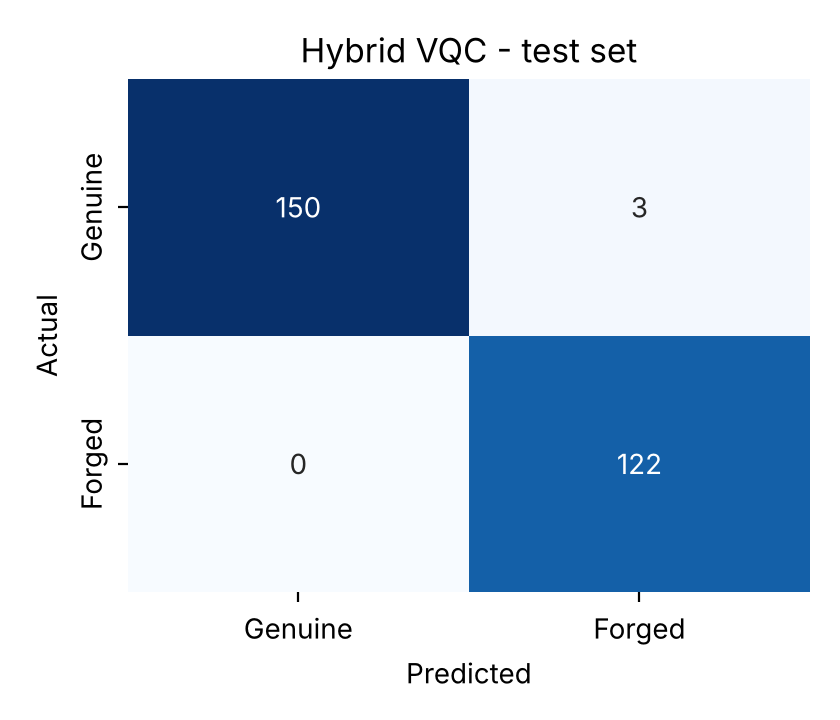 Hybrid VQC - test set
Actual
Genuine
150
3
Forged
0
122
Genuine
Forged
Predicted